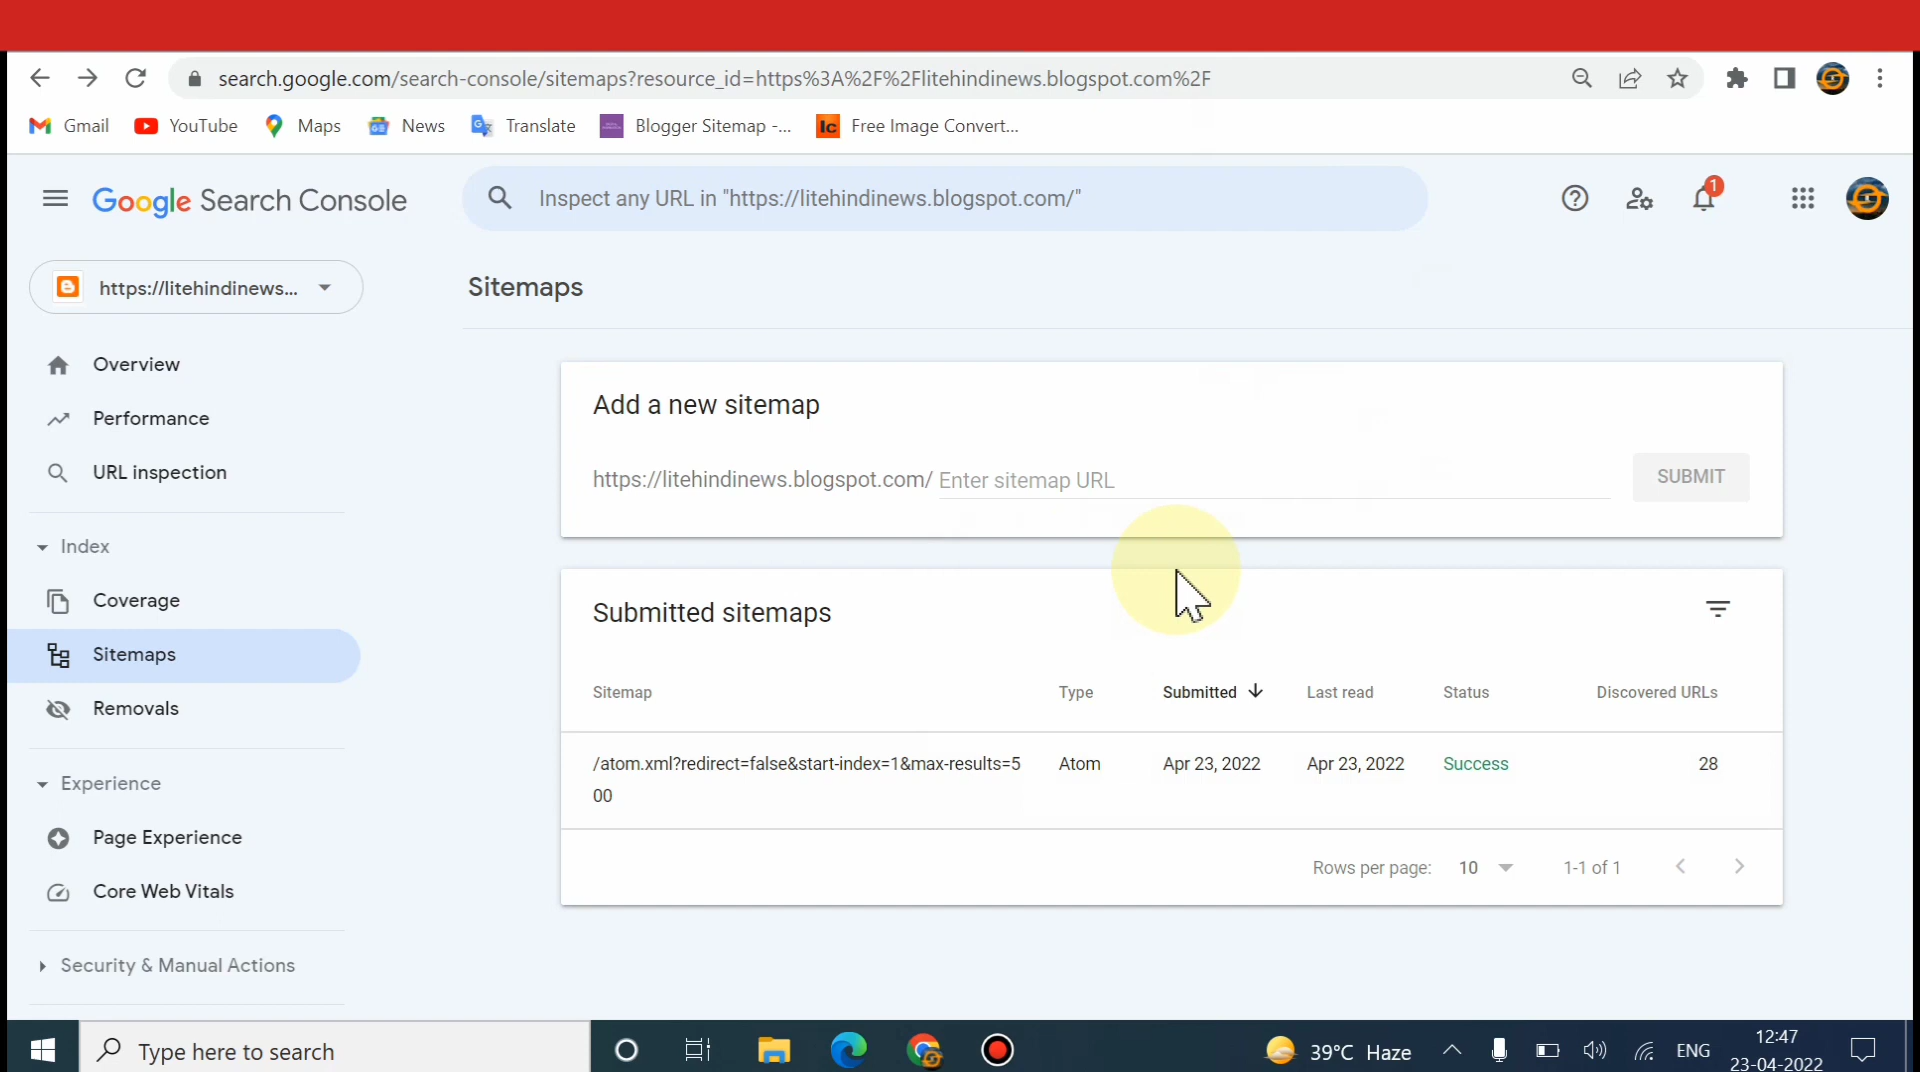 search.google.com/search-console/sitemaps?resource_id=https%3A%2F%2Flitehindinews.blogspot.com%2F
Gmail YouTube Maps News Translate Blogger Sitemap -... Free Image Convert...
Google Search Console
Inspect any URL in "https://litehindinews.blogspot.com/"
1
https://litehindinews...
Sitemaps
Overview
Performance
URL inspection
Index
Coverage
Sitemaps
Removals
Experience
Page Experience
Core Web Vitals
Security & Manual Actions
Add a new sitemap
https://litehindinews.blogspot.com/ Enter sitemap URL
SUBMIT
Submitted sitemaps
Sitemap Type Submitted Last read Status Discovered URLs
/atom.xml?redirect=false&start-index=1&max-results=5 Atom Apr 23, 2022 Apr 23, 2022 Success 28
00
Rows per page: 10 1-1 of 1
Type here to search
39°C Haze
ENG
12:47
23-04-2022